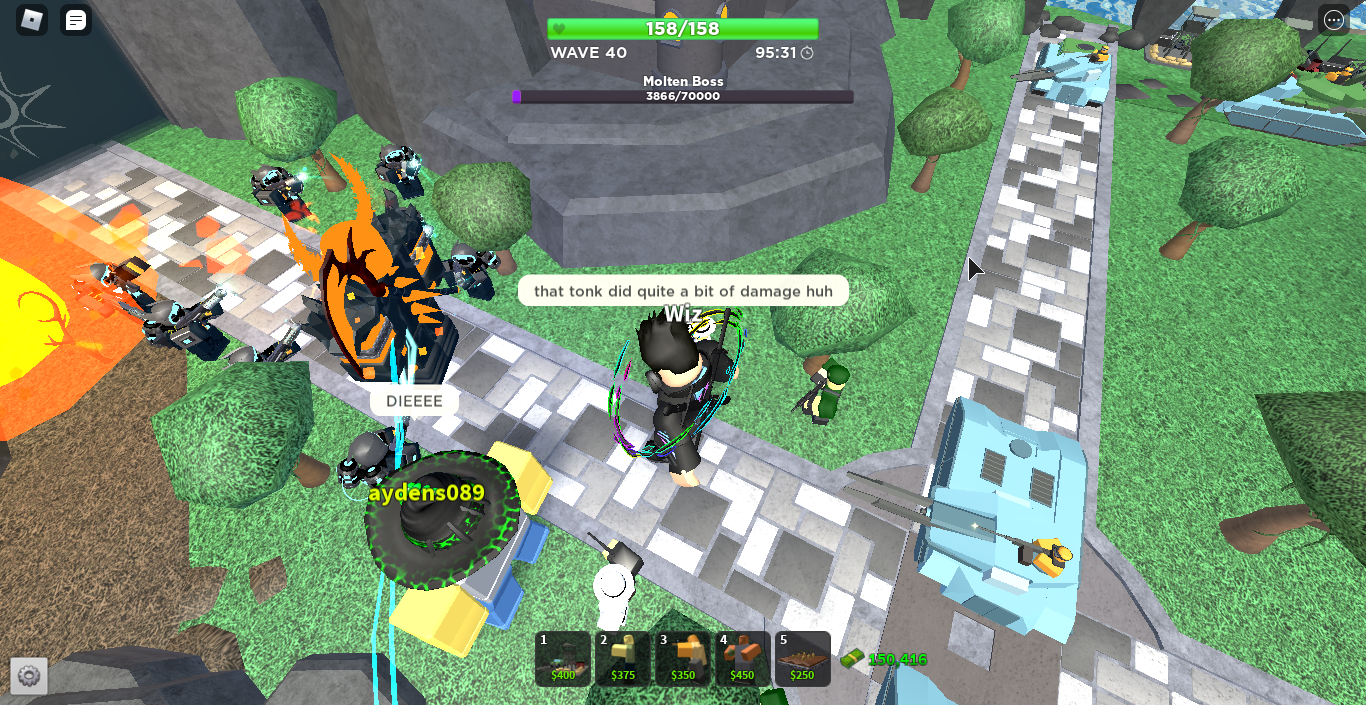 158/158
WAVE 40
95:31
Molten Boss
3866/70000
that tonk did quite a bit of damage huh
Wiz
DIEEEE
aydens089
1
2
3
4
5
$400
$375
$350
$450
$250
150,416